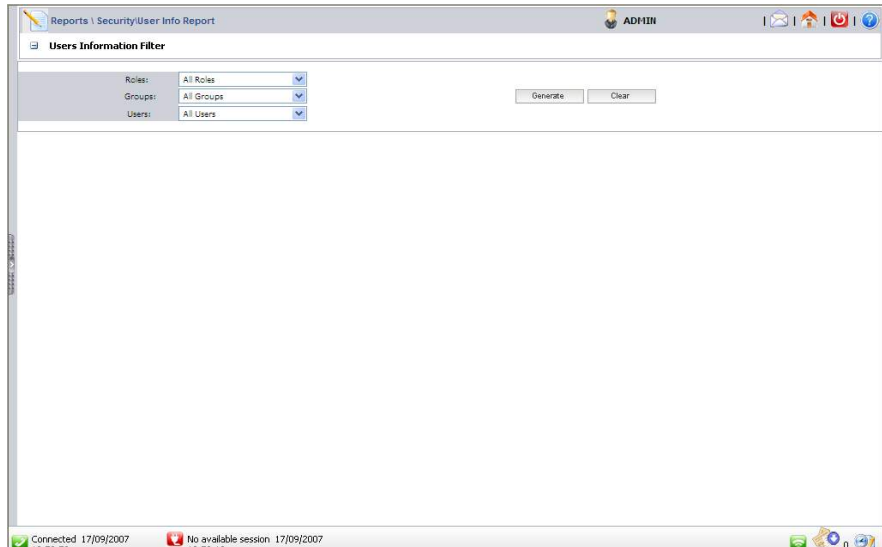 Reports \ Security\User Info Report
ADMIN
Users Information Filter
Roles: All Roles
Groups: All Groups
Generate Clear
Users: All Users
Connected 17/09/2007
No available session 17/09/2007
0